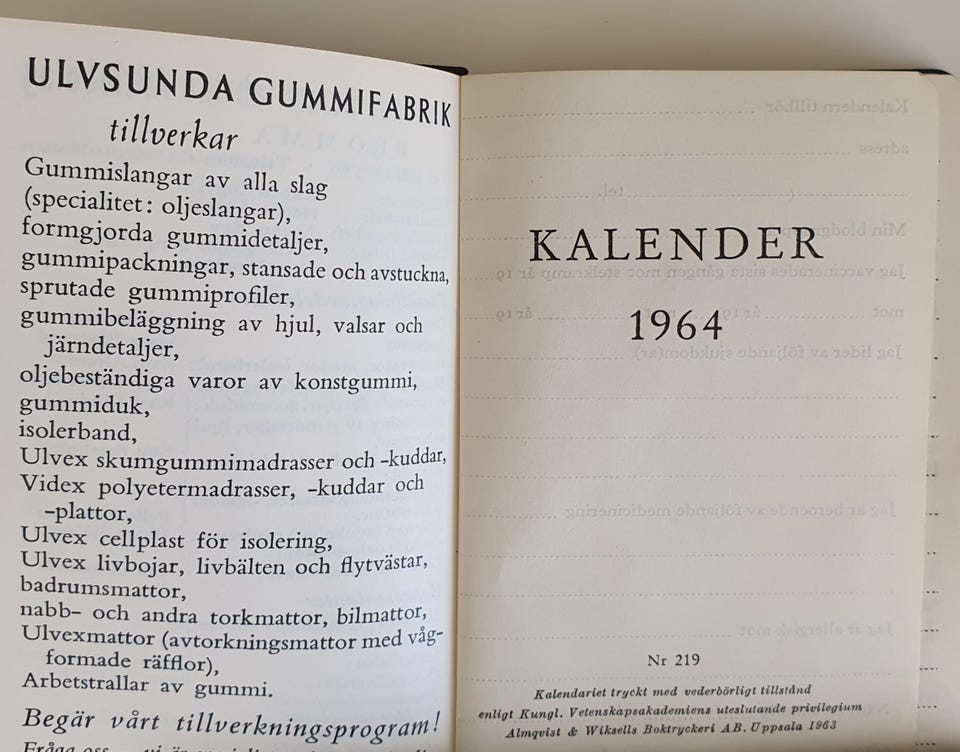 ULVSUNDA GUMMIFABRIK
tillverkar
Gummislangar av alla slag
(specialitet: oljeslangar),
formgjorda gummidetaljer,
gummipackningar, stansade och avstuckna,
sprutade gummiprofiler,
gummibeläggning av hjul, valsar och
järndetaljer,
oljebeständiga varor av konstgummi,
gummiduk,
isolerband,
Ulvex skumgummimadrasser och -kuddar,
Videx polyetermadrasser, -kuddar och
-plattor,
Ulvex cellplast för isolering,
Ulvex livbojar, livbälten och flytvästar,
badrumsmattor,
nabb- och andra torkmattor, bilmattor,
Ulvexmattor (avtorkningsmattor med våg-
formade räfflor),
Arbetstrallar av gummi.
Begär vårt tillverkningsprogram!
Fråga oss
KALENDER
1964
Nr 219
Kalendariet tryckt med vederbörligt tillstånd
enligt Kungl. Vetenskapsakademiens uteslutande privilegium
Almqvist & Wiksells Boktryckeri AB, Uppsala 1963